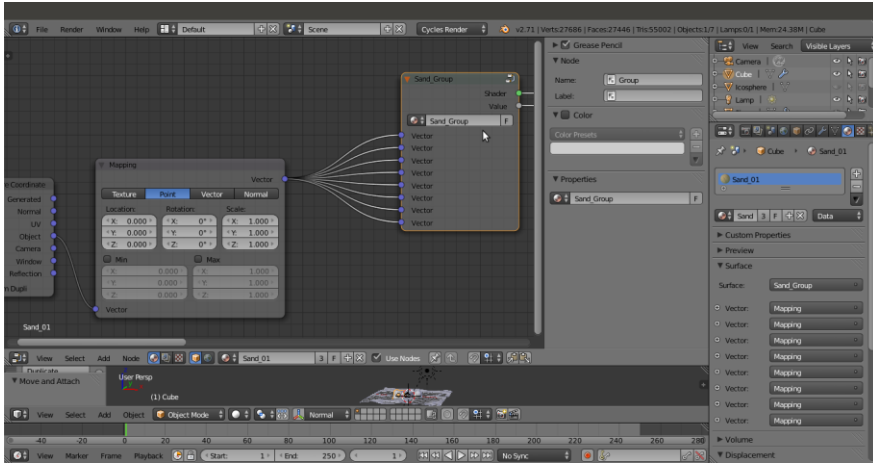 File Render Window Help Default Scene Cycles Render v2.71 | Verts:27686 | Faces:27446 | Tris:55002 | Objects:1/7 | Lamps:0/1 | Mem:24.38M | Cube
Sand_Group
Shader
Value
Sand_Group F
Vector
Vector
Vector
Vector
Vector
Vector
Vector
Vector
Mapping
Vector
Texture Point Vector Normal
Location: Rotation: Scale:
X: 0.000 X: 0° X: 1.000
Y: 0.000 Y: 0° Y: 1.000
Z: 0.000 Z: 0° Z: 1.000
Min Max
X: 0.000 X: 1.000
Y: 0.000 Y: 1.000
Z: 0.000 Z: 1.000
Vector
e Coordinate
Generated
Normal
UV
Object
Camera
Window
Reflection
m Dupli
Sand_01
Grease Pencil
Node
Name: Group
Label:
Color
Color Presets
Properties
Sand_Group F
View Search Visible Layers
Camera
Cube
Icosphere
Lamp
Cube Sand_01
Sand_01
Sand 3 F Data
Custom Properties
Preview
Surface
Surface: Sand_Group
Vector: Mapping
Vector: Mapping
Vector: Mapping
Vector: Mapping
Vector: Mapping
Vector: Mapping
Vector: Mapping
Vector: Mapping
Volume
Displacement
View Select Add Node Sand_01 3 F Use Nodes
Duplicate
Move and Attach
User Persp
(1) Cube
View Select Add Object Object Mode Normal
-40 -20 0 20 40 60 80 100 120 140 160 180 200 220 240 260 280
View Marker Frame Playback Start: 1 End: 250 1 No Sync